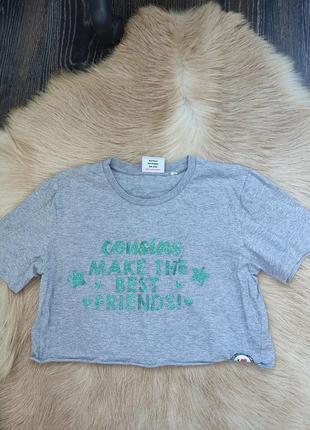 cousins
MAKE THE
BEST
FRIENDS!